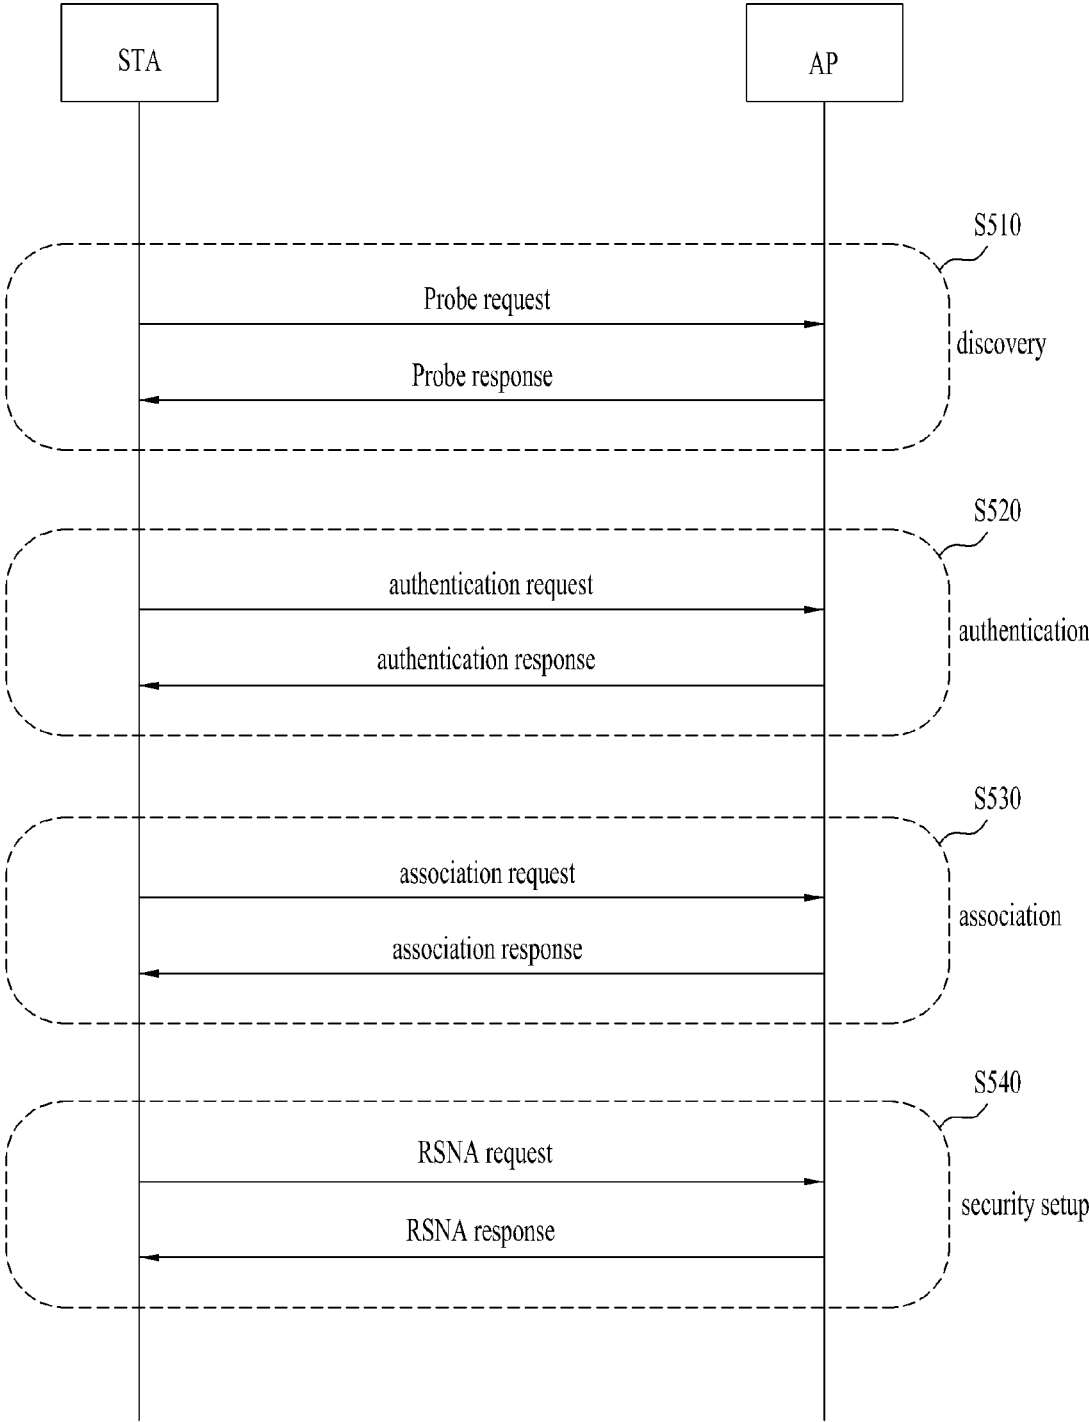 STA
AP
S510
Probe request
discovery
Probe response
S520
authentication request
authentication
authentication response
S530
association request
association
association response
S540
RSNA request
security setup
RSNA response